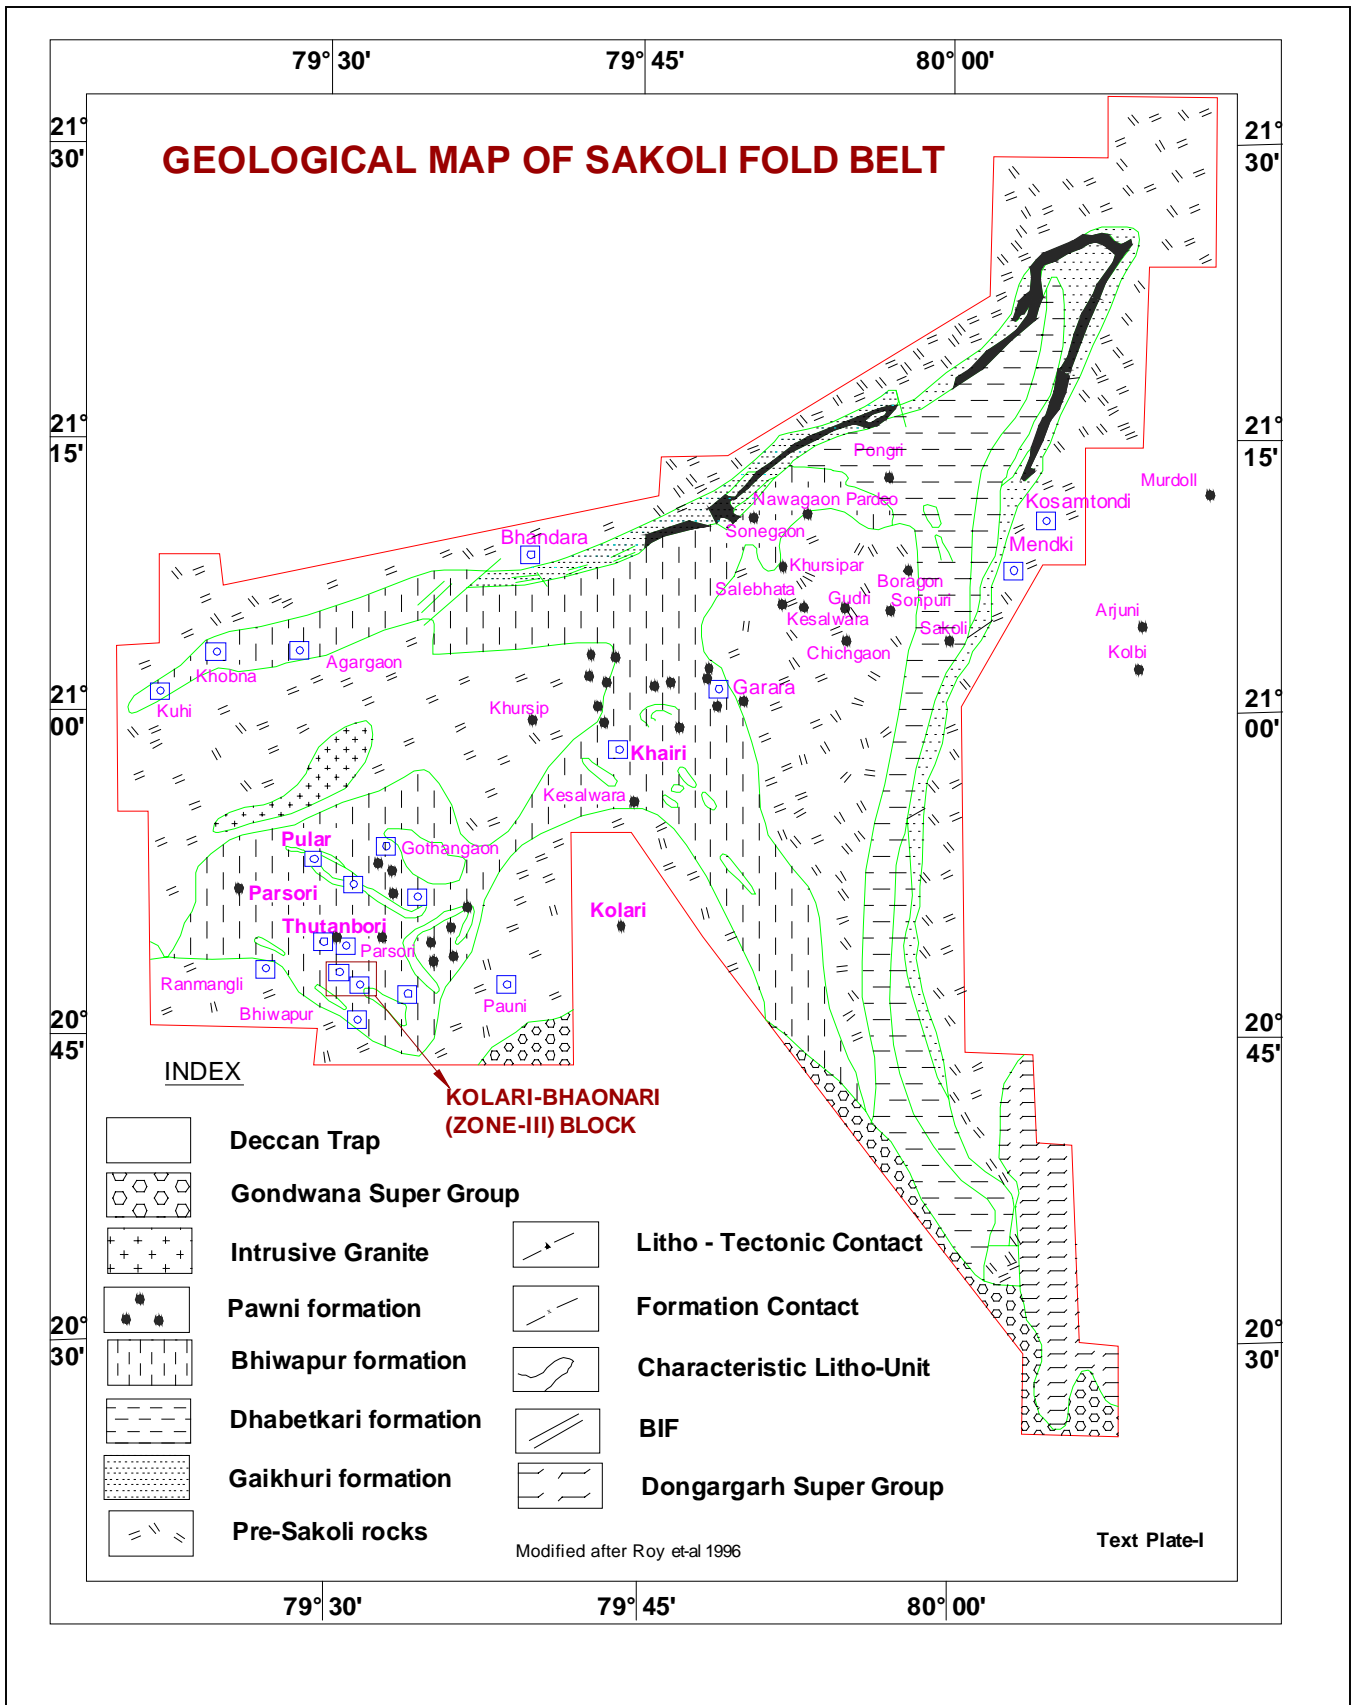 79° 30'
79° 45'
80° 00'
21°
30'
21°
30'
GEOLOGICAL MAP OF SAKOLI FOLD BELT
21°
15'
21°
15'
Pongri
Murdoll
Nawagaon Pardeo
Kosamtondi
Sonegaon
Bhandara
Mendki
Khursipar
Boragon
Salebhata
Gudri
Sonpuri
Kesalwara
Arjuni
Sakoli
Chichgaon
Kolbi
Agargaon
Khobna
Garara
Kuhi
Khursip
21°
00'
21°
00'
Khairi
Kesalwara
Pular
Gothangaon
Parsori
Kolari
Thutanbori
Parsori
Ranmangli
Pauni
Bhiwapur
20°
45'
20°
45'
INDEX
KOLARI-BHAONARI
(ZONE-III) BLOCK
Deccan Trap
Gondwana Super Group
Intrusive Granite
Pawni formation
Bhiwapur formation
Dhabetkari formation
Gaikhuri formation
Pre-Sakoli rocks
Litho - Tectonic Contact
Formation Contact
Characteristic Litho-Unit
BIF
Dongargarh Super Group
20°
30'
20°
30'
Modified after Roy et-al 1996
Text Plate-I
79° 30'
79° 45'
80° 00'